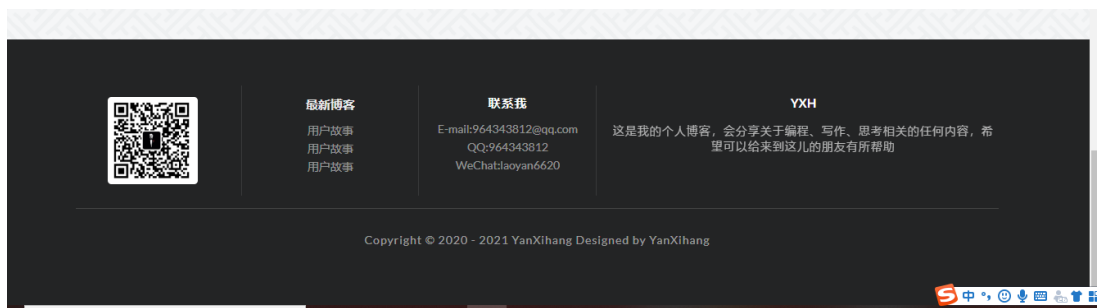 最新博客
用户故事
用户故事
用户故事
联系我
E-mail:964343812@qq.com
QQ:964343812
WeChat:laoyan6620
YXH
这是我的个人博客，会分享关于编程、写作、思考相关的任何内容，希
望可以给来到这儿的朋友有所帮助
Copyright © 2020 - 2021 YanXihang Designed by YanXihang
中